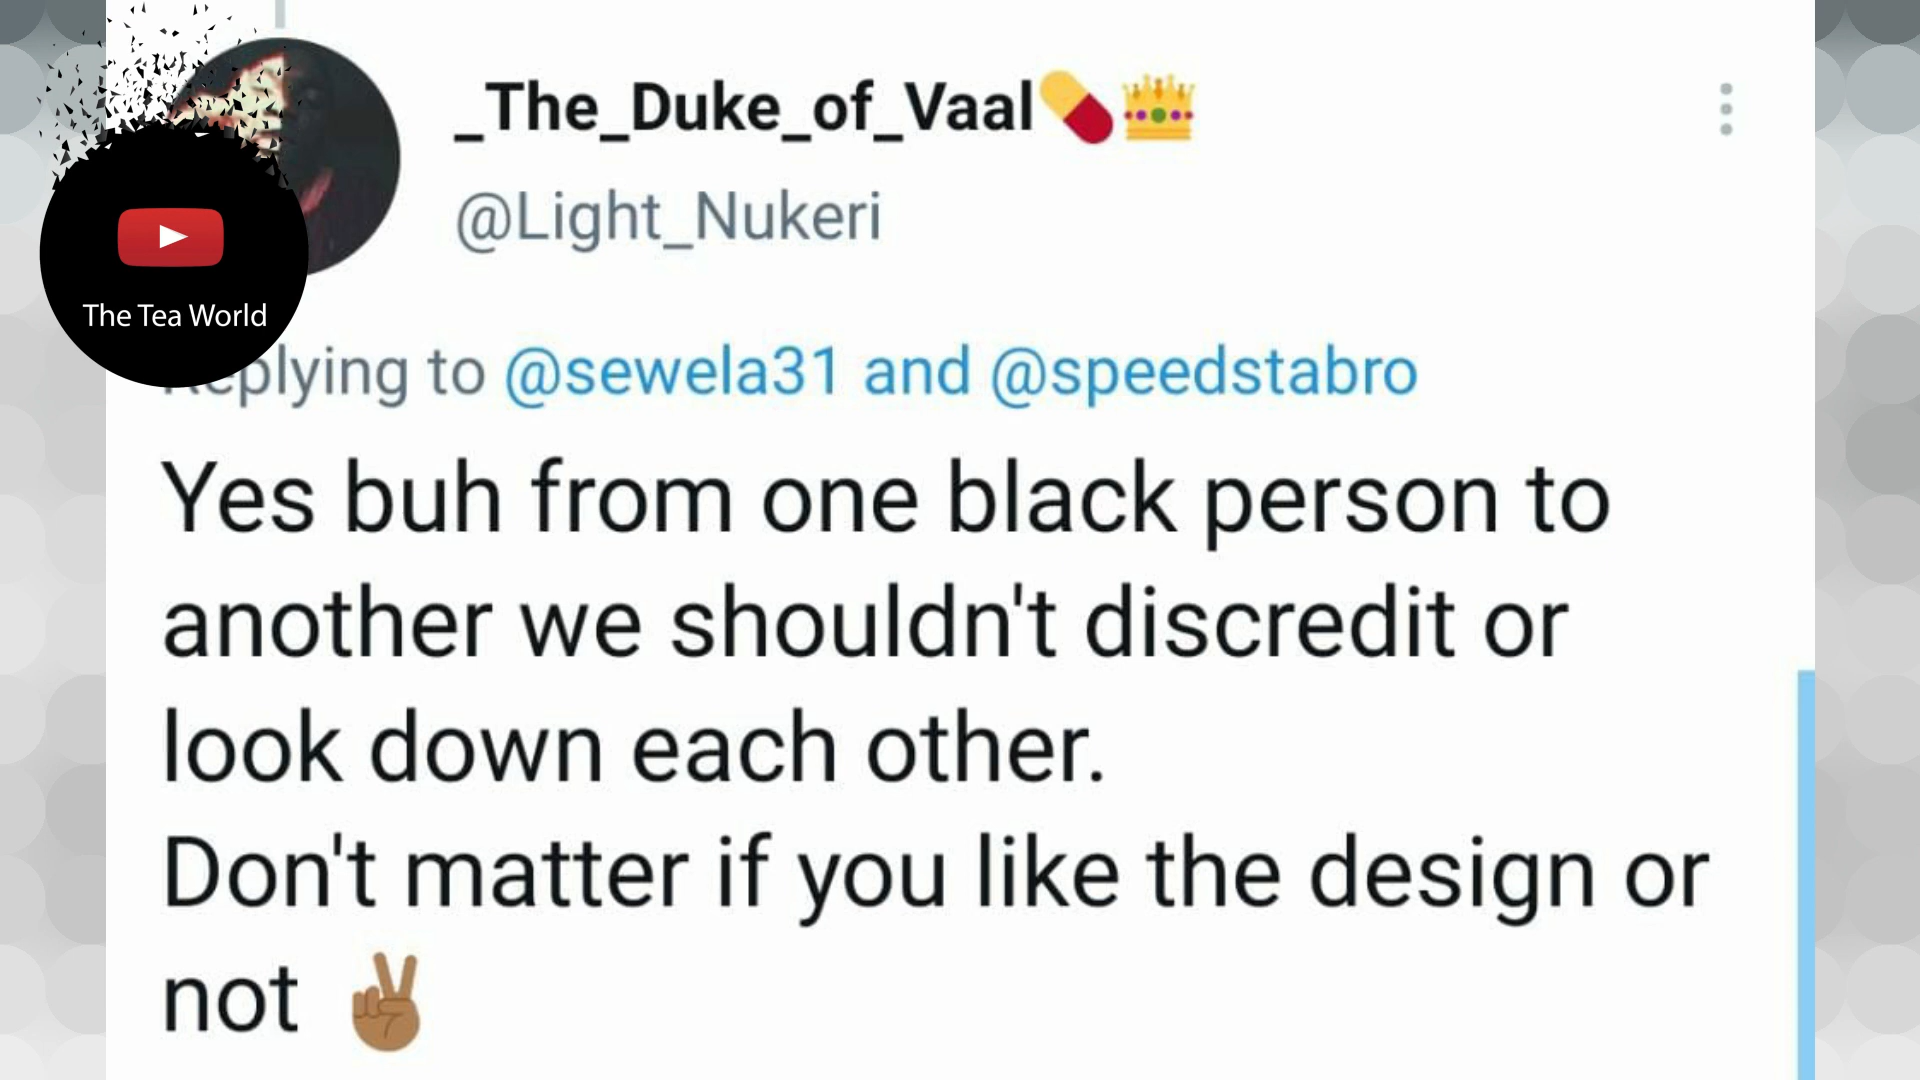 _The_Duke_of_Vaal💊👑
@Light_Nukeri
The Tea World
Replying to @sewela31 and @speedstabro
Yes buh from one black person to
another we shouldn't discredit or
look down each other.
Don't matter if you like the design or
not ✌🏾